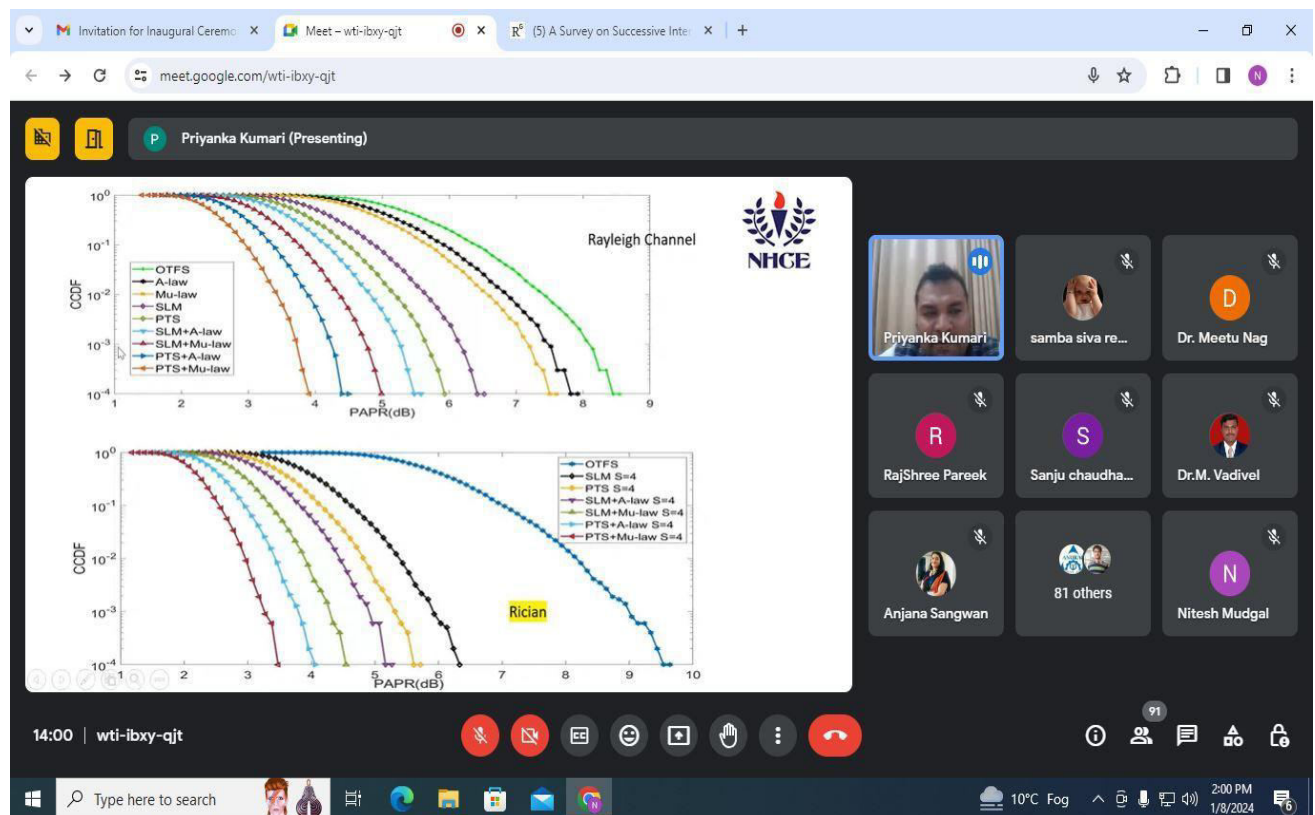 Invitation for Inaugural Ceremo
Meet – wti-ibxy-qjt
R⁶ (5) A Survey on Successive Inte
meet.google.com/wti-ibxy-qjt
N
P Priyanka Kumari (Presenting)
Rayleigh Channel
NHCE
10⁰
10⁻¹
10⁻²
10⁻³
10⁻⁴
CCDF
OTFS
A-law
Mu-law
SLM
PTS
SLM+A-law
SLM+Mu-law
PTS+A-law
PTS+Mu-law
1 2 3 4 5 6 7 8 9
PAPR(dB)
10⁰
10⁻¹
10⁻²
10⁻³
10⁻⁴
CCDF
OTFS
SLM S=4
PTS S=4
SLM+A-law S=4
SLM+Mu-law S=4
PTS+A-law S=4
PTS+Mu-law S=4
Rician
1 2 3 4 5 6 7 8 9 10
PAPR(dB)
Priyanka Kumari
samba siva re...
D
Dr. Meetu Nag
R
RajShree Pareek
S
Sanju chaudha...
Dr.M. Vadivel
Anjana Sangwan
81 others
N
Nitesh Mudgal
14:00 | wti-ibxy-qjt
CC
91
Type here to search
N
10°C Fog
2:00 PM
1/8/2024
6